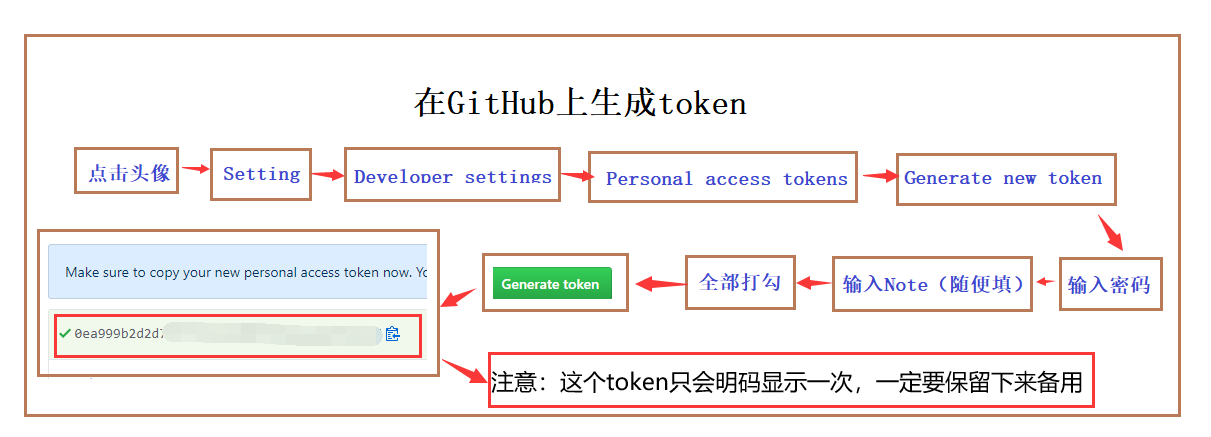 在GitHub上生成token
点击头像
Setting
Developer settings
Personal access tokens
Generate new token
输入密码
输入Note（随便填）
全部打勾
Generate token
Make sure to copy your new personal access token now. Yo
0ea999b2d2d7
注意：这个token只会明码显示一次，一定要保留下来备用